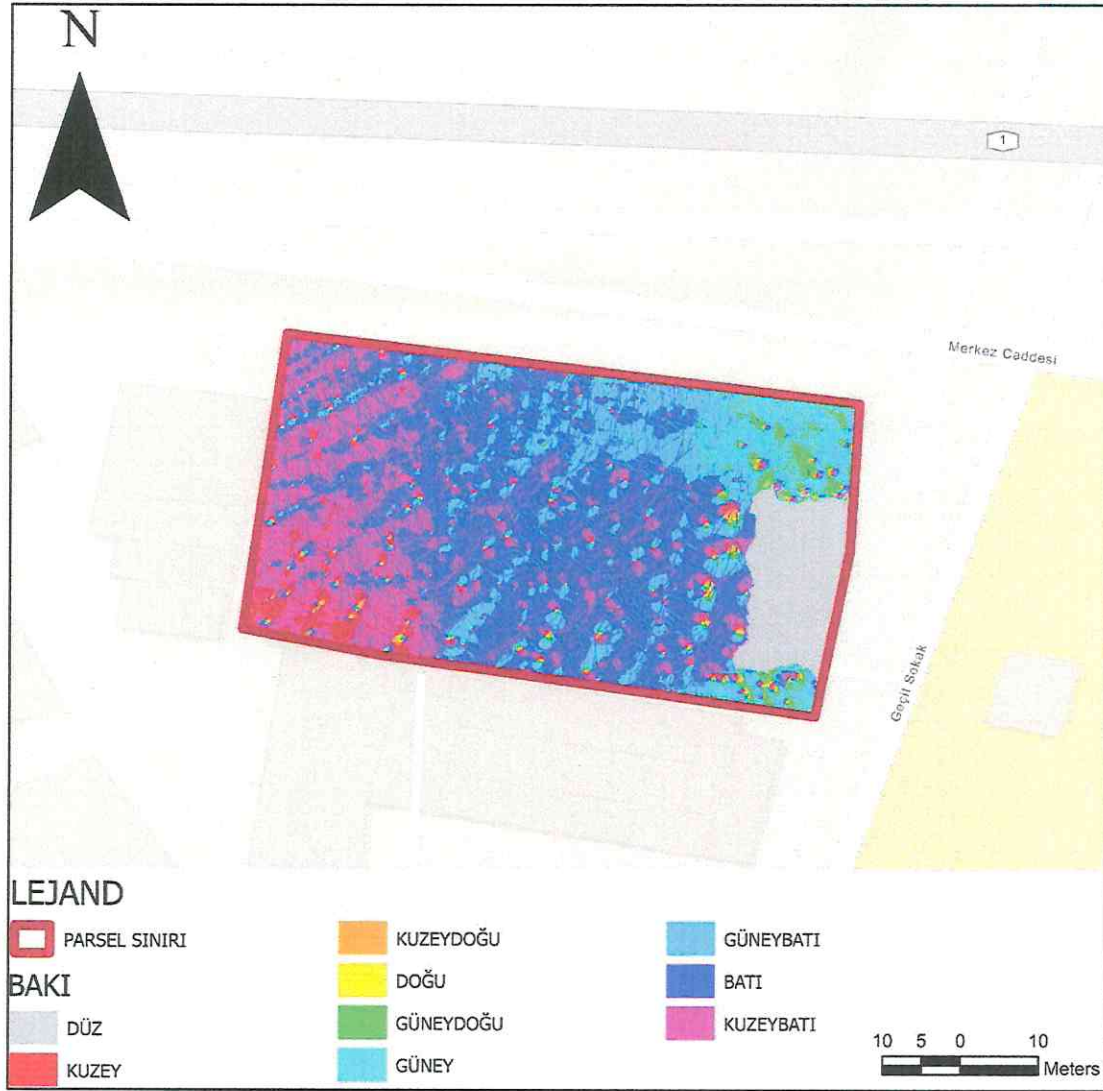 N
1
Merkez Caddesi
Geçit Sokak
LEJAND
PARSEL SINIRI
BAKI
DÜZ
KUZEY
KUZEYDOĞU
DOĞU
GÜNEYDOĞU
GÜNEY
GÜNEYBATI
BATI
KUZEYBATI
10 5 0 10
Meters